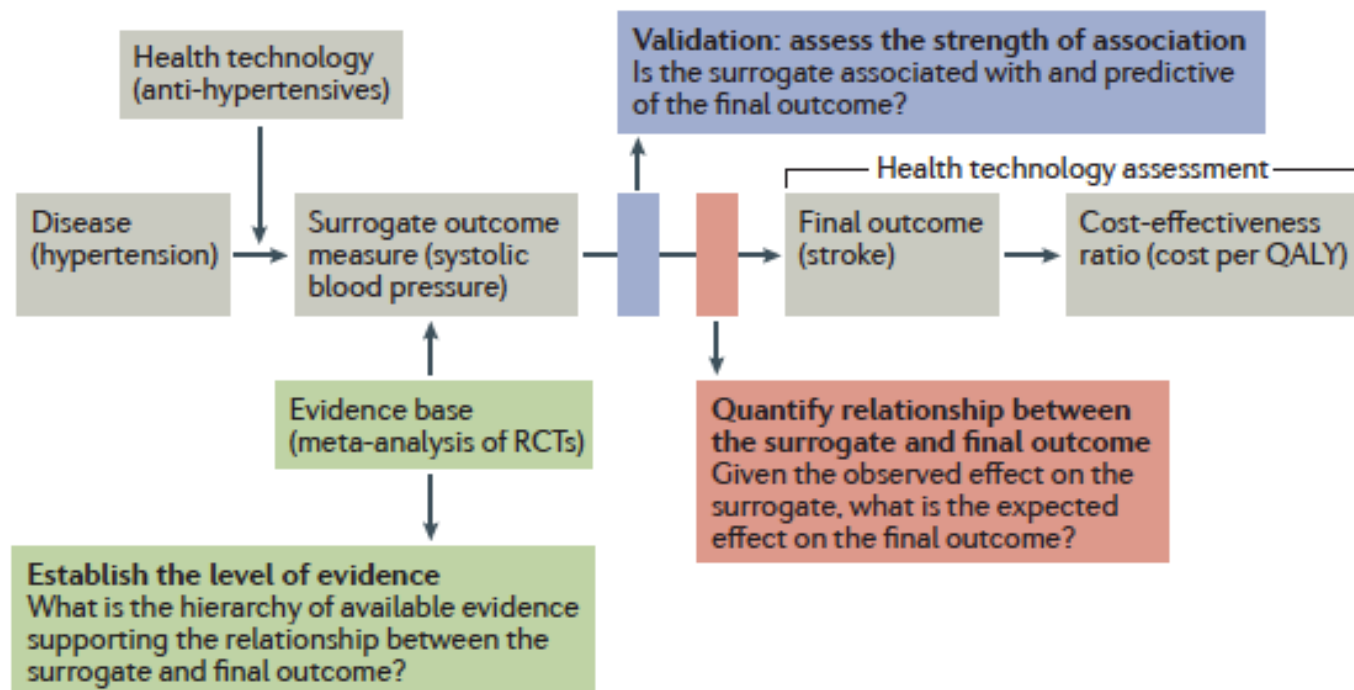 Health technology
(anti-hypertensives)
Validation: assess the strength of association
Is the surrogate associated with and predictive
of the final outcome?
Health technology assessment
Disease
(hypertension)
Surrogate outcome
measure (systolic
blood pressure)
Final outcome
(stroke)
Cost-effectiveness
ratio (cost per QALY)
Evidence base
(meta-analysis of RCTs)
Quantify relationship between
the surrogate and final outcome
Given the observed effect on the
surrogate, what is the expected
effect on the final outcome?
Establish the level of evidence
What is the hierarchy of available evidence
supporting the relationship between the
surrogate and final outcome?